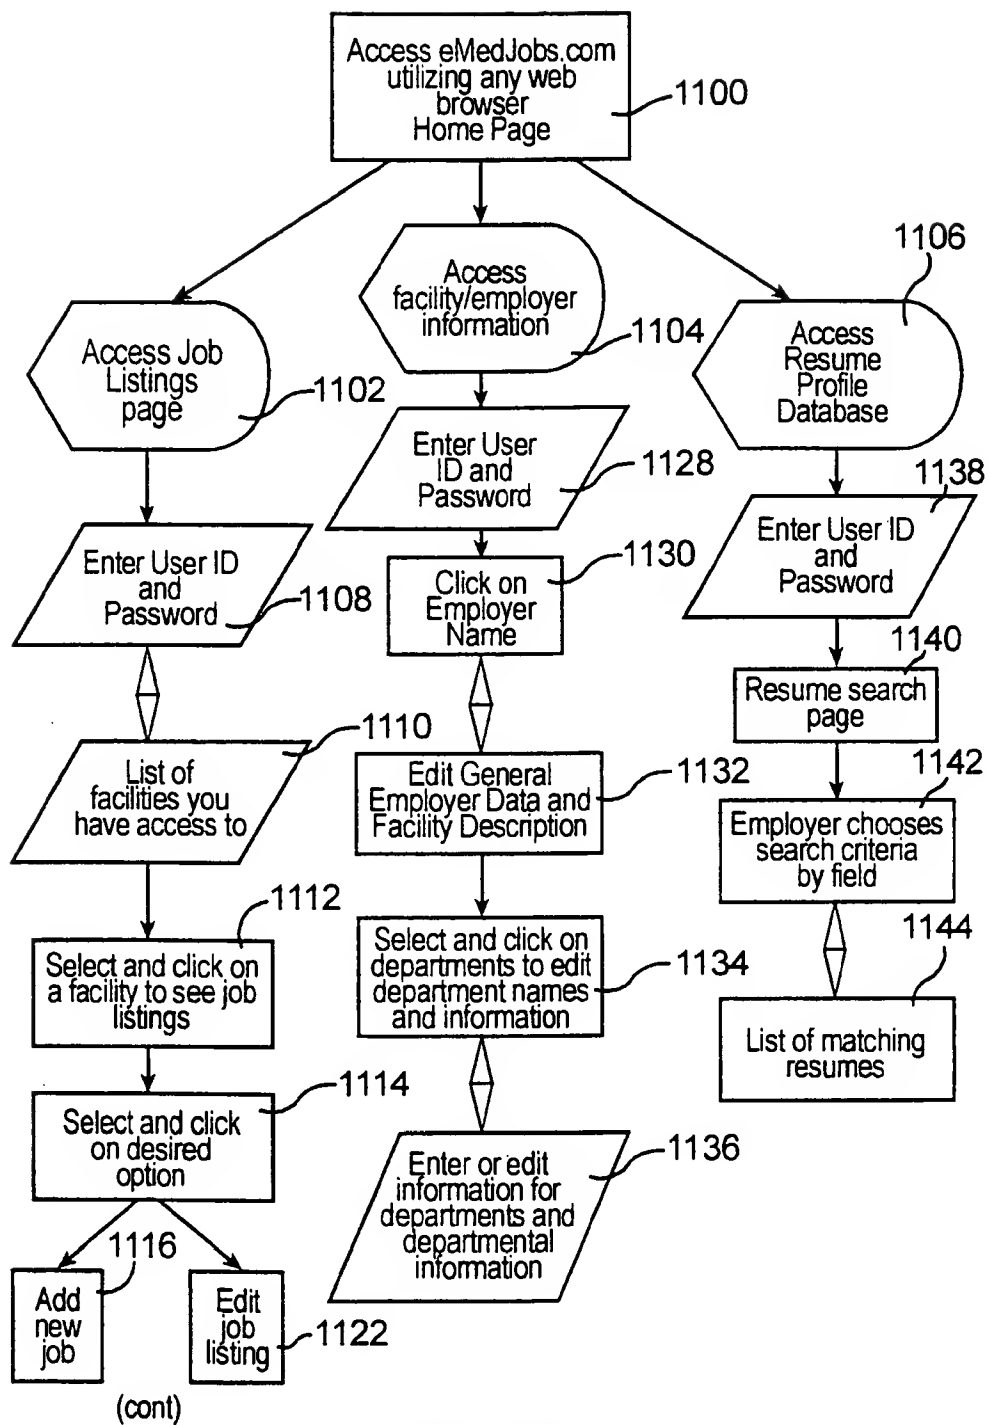 Access eMedJobs.com
utilizing any web
browser
Home Page
1100
Access Job
Listings
page
1102
Enter User ID
and
Password
1108
List of
facilities you
have access to
1110
Select and click on
a facility to see job
listings
1112
Select and click
on desired
option
1114
Add
new
job
1116
Edit
job
listing
1122
(cont)
Access
facility/employer
information
1104
Enter User
ID and
Password
1128
Click on
Employer
Name
1130
Edit General
Employer Data and
Facility Description
1132
Select and click on
departments to edit
department names
and information
1134
Enter or edit
information for
departments and
departmental
information
1136
Access
Resume
Profile
Database
1106
Enter User ID
and
Password
1138
Resume search
page
1140
Employer chooses
search criteria
by field
1142
List of matching
resumes
1144